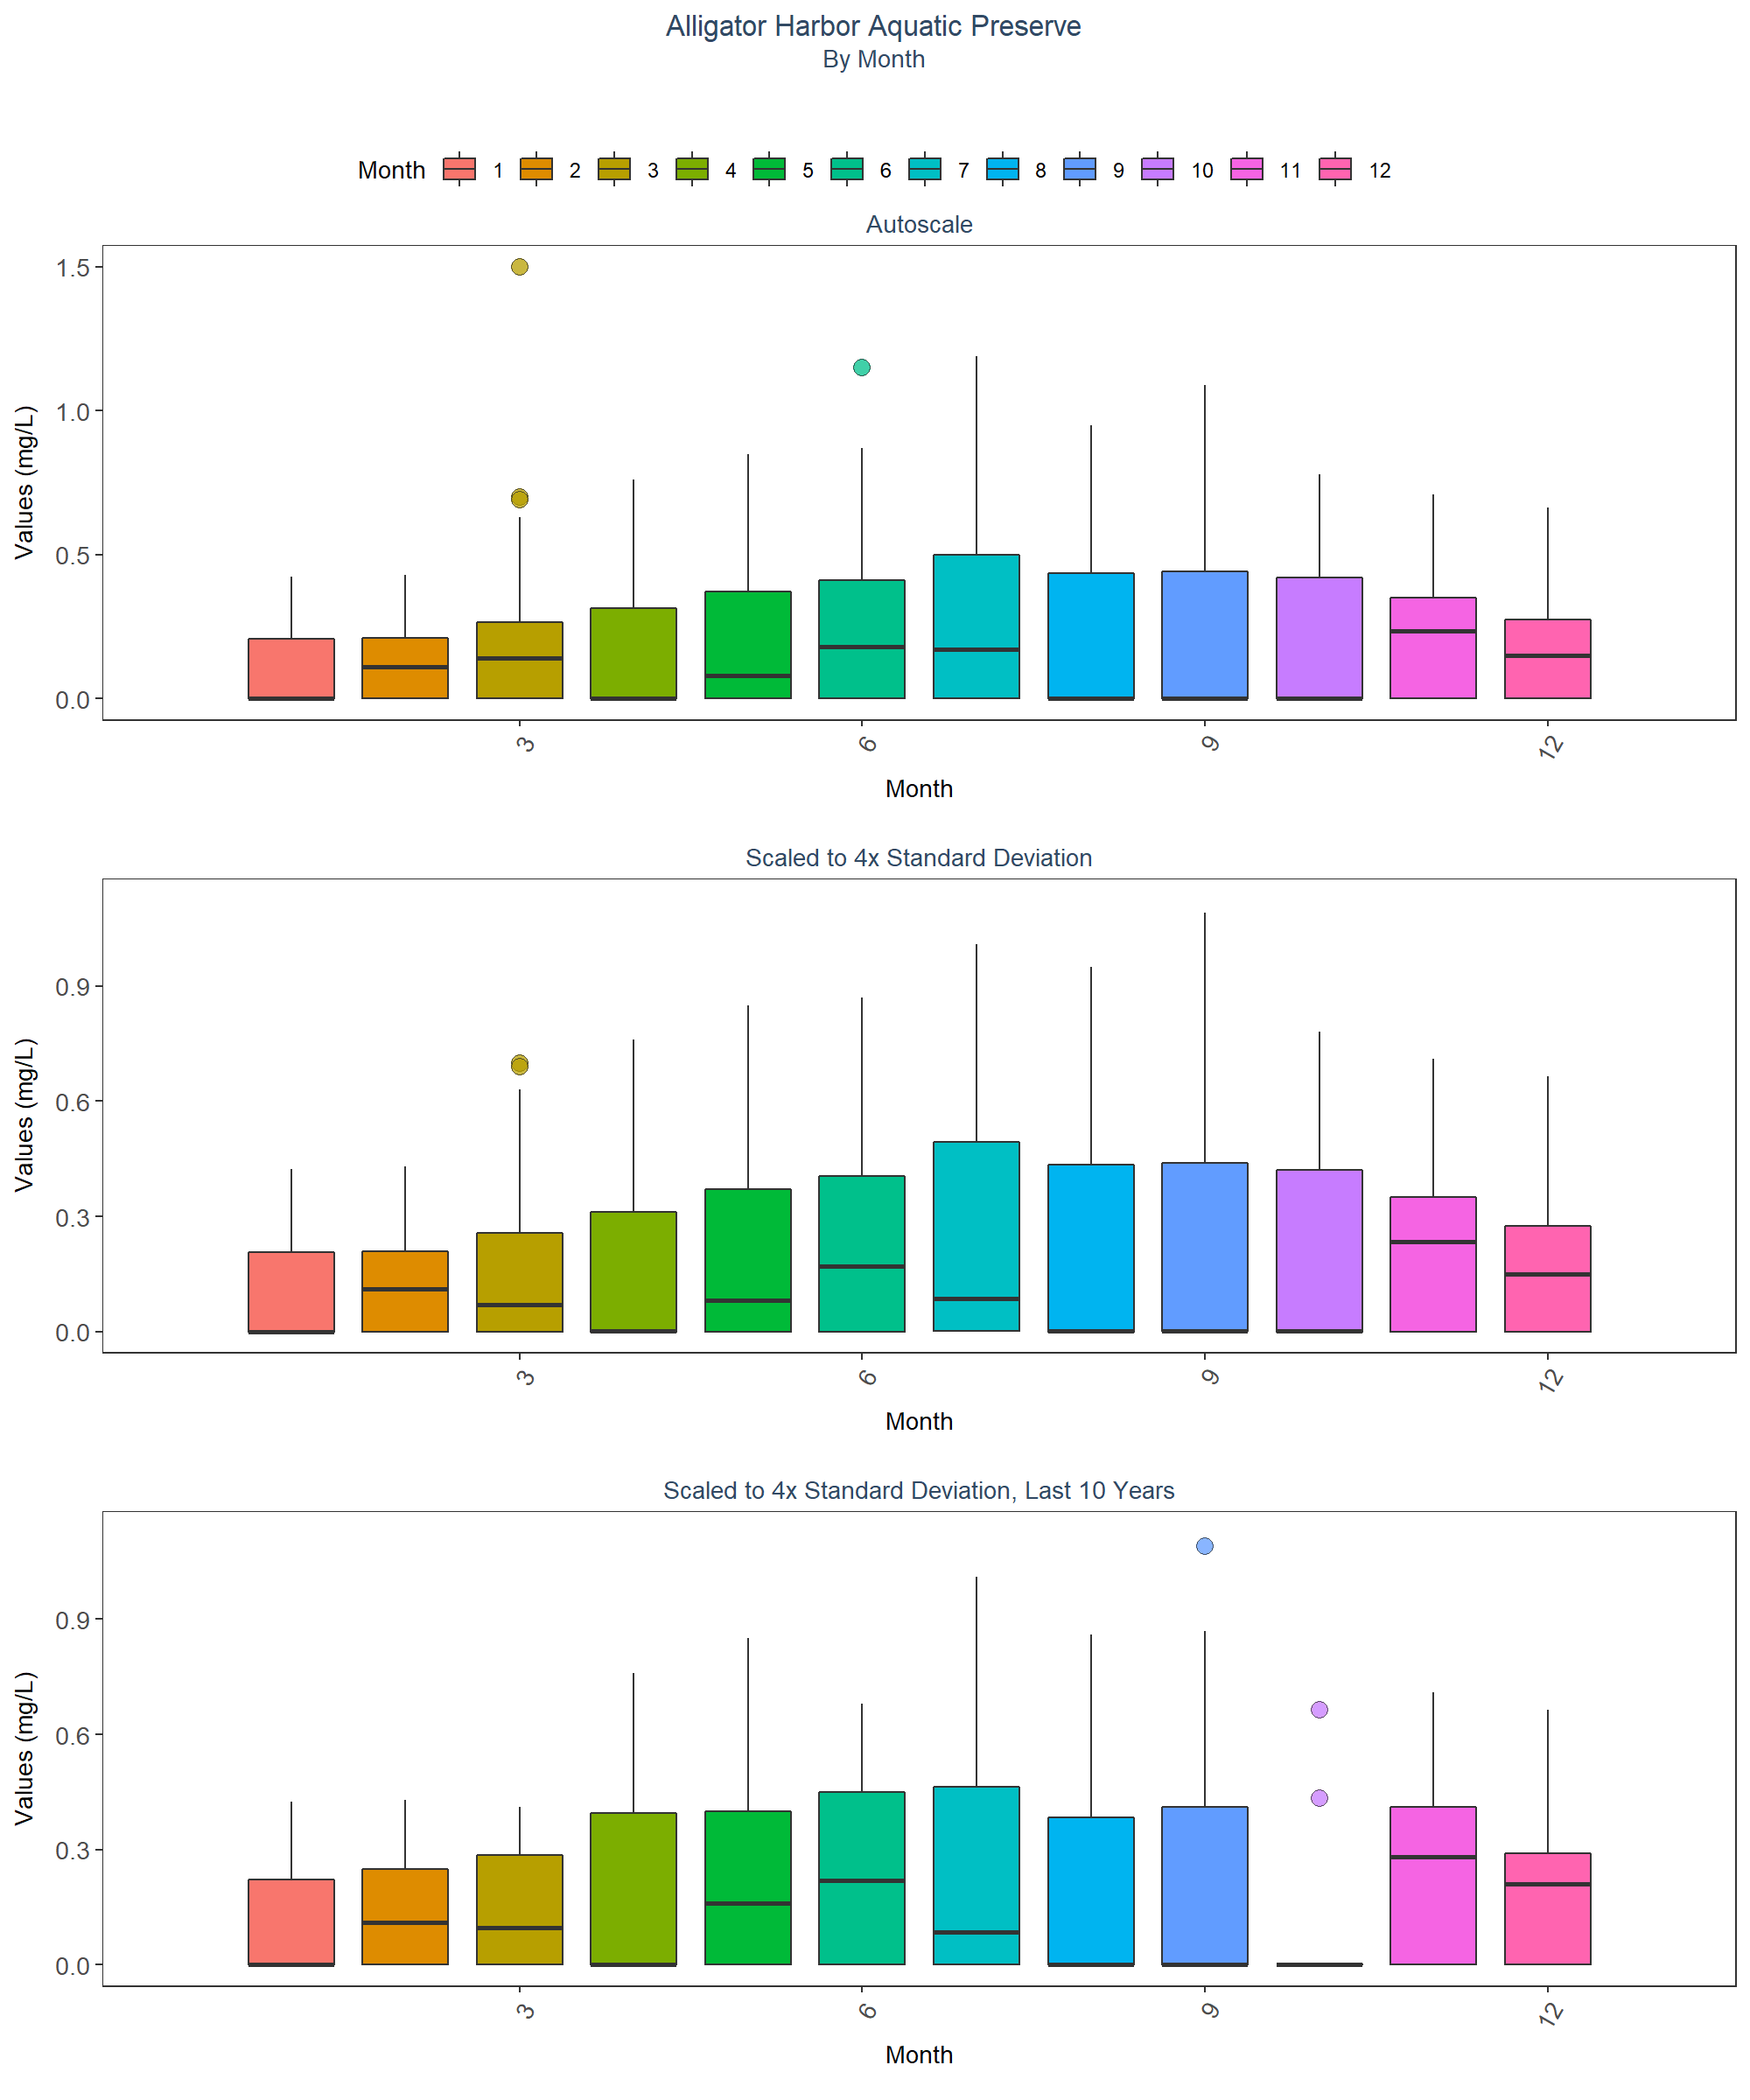 Alligator Harbor Aquatic Preserve
By Month
Month 1 2 3 4 5 6 7 8 9 10 11 12
Autoscale
Values (mg/L)
1.5
1.0
0.5
0.0
3 6 9 12
Month
Scaled to 4x Standard Deviation
Values (mg/L)
0.9
0.6
0.3
0.0
3 6 9 12
Month
Scaled to 4x Standard Deviation, Last 10 Years
Values (mg/L)
0.9
0.6
0.3
0.0
3 6 9 12
Month